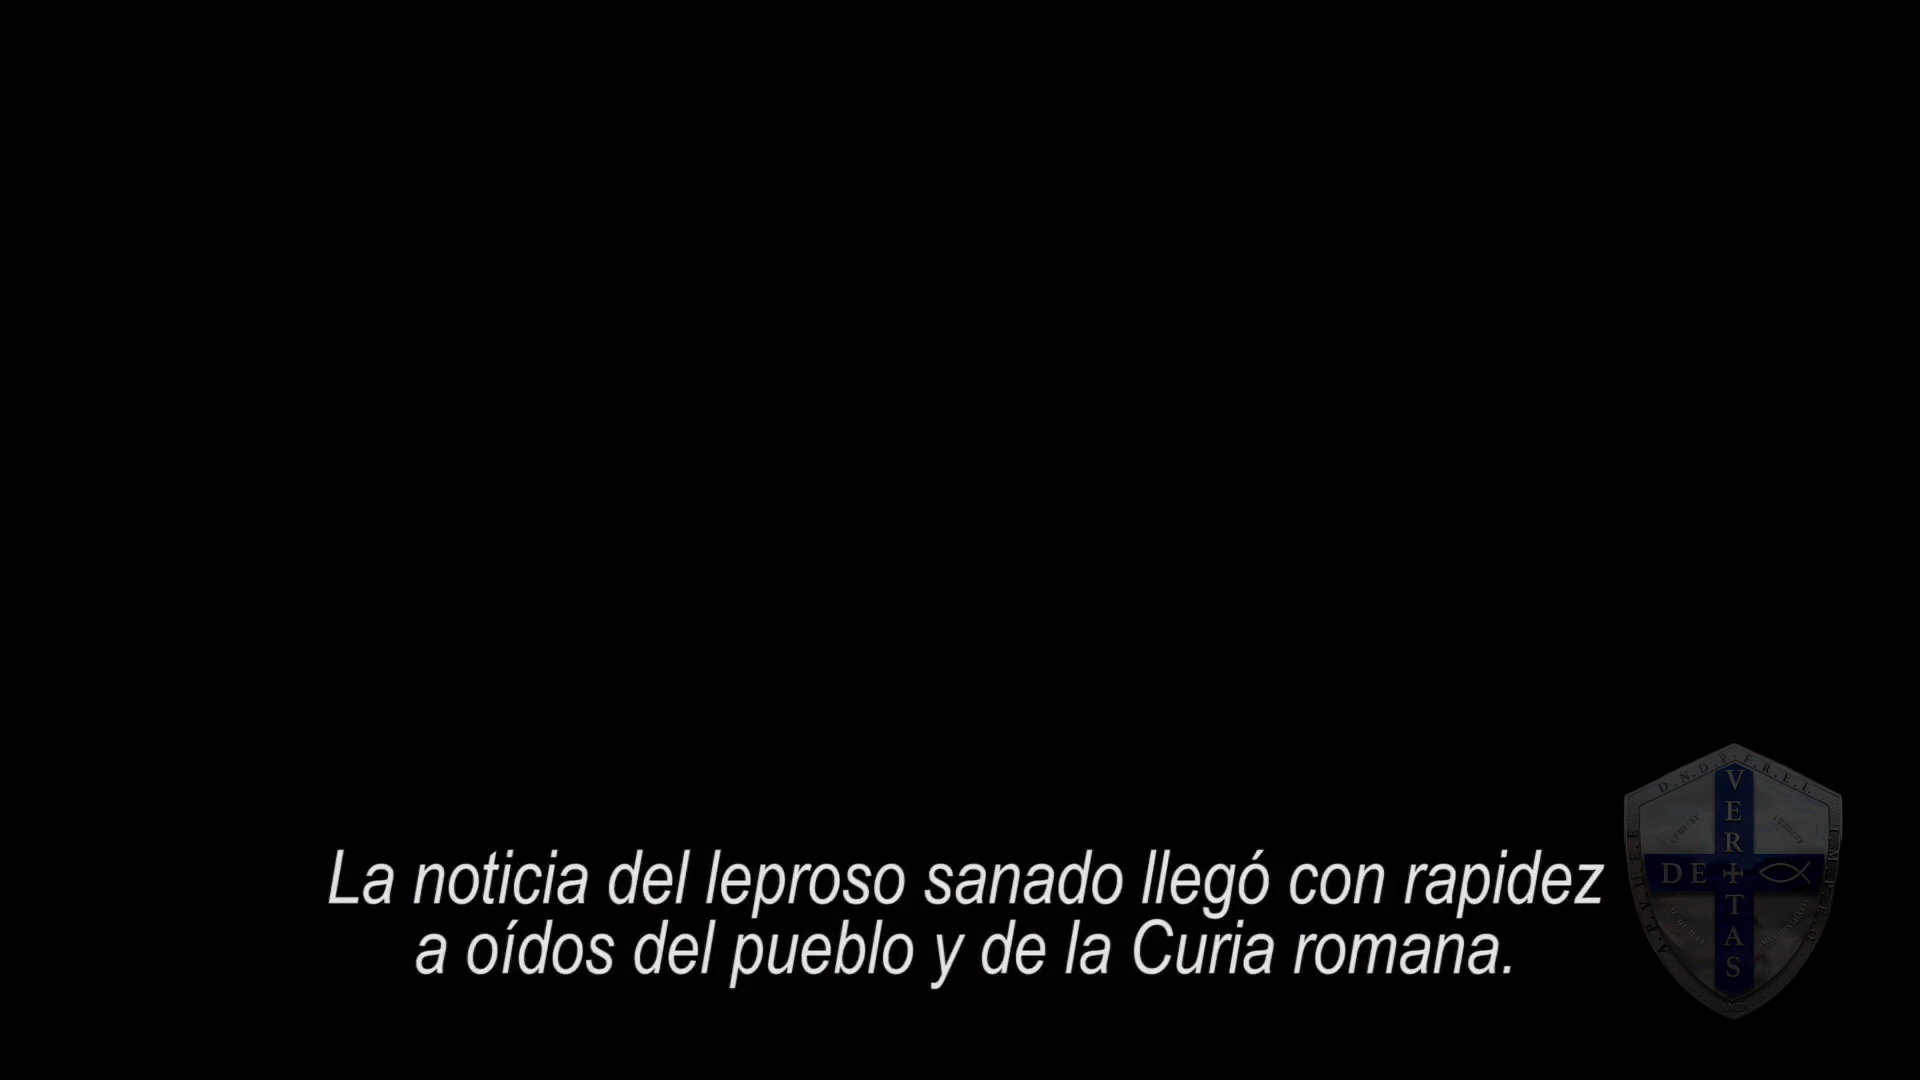 La noticia del leproso sanado llegó con rapidez
a oídos del pueblo y de la Curia romana.
D.N.D.P.F.R.E.I.
VERITAS
DE